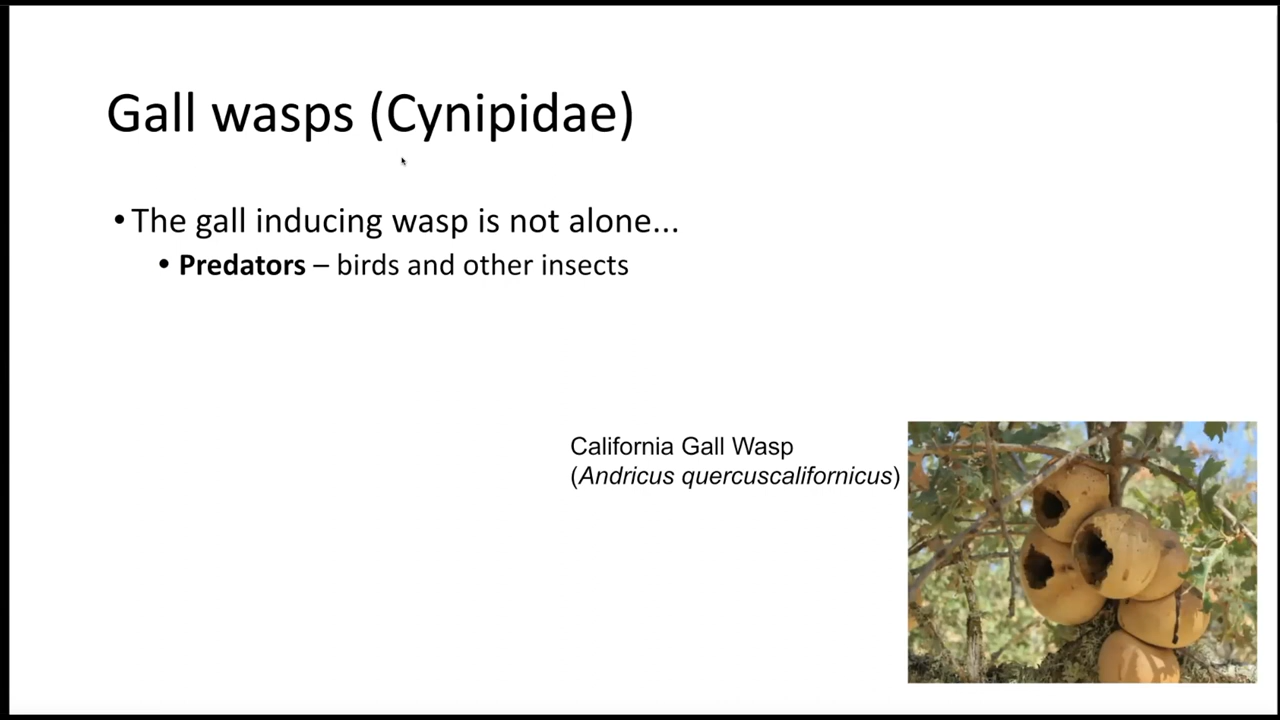 Gall wasps (Cynipidae)
• The gall inducing wasp is not alone...
• Predators – birds and other insects
California Gall Wasp
(Andricus quercuscalifornicus)